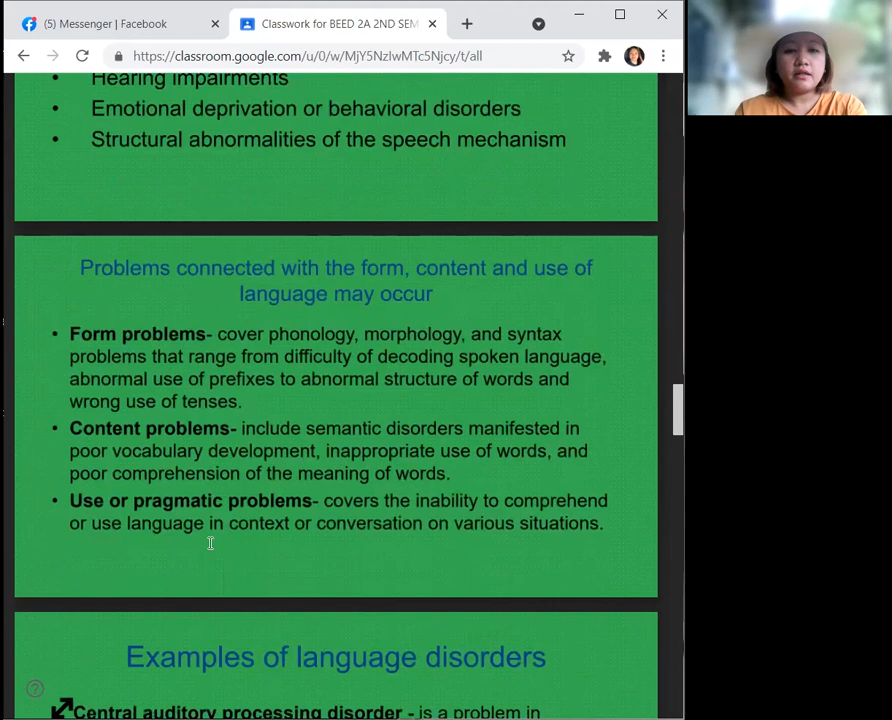 (5) Messenger | Facebook
Classwork for BEED 2A 2ND SEM
https://classroom.google.com/u/0/w/MjY5NzIwMTc5Njcy/t/all
• Hearing impairments
• Emotional deprivation or behavioral disorders
• Structural abnormalities of the speech mechanism
Problems connected with the form, content and use of
language may occur
• Form problems- cover phonology, morphology, and syntax
problems that range from difficulty of decoding spoken language,
abnormal use of prefixes to abnormal structure of words and
wrong use of tenses.
• Content problems- include semantic disorders manifested in
poor vocabulary development, inappropriate use of words, and
poor comprehension of the meaning of words.
• Use or pragmatic problems- covers the inability to comprehend
or use language in context or conversation on various situations.
Examples of language disorders
Central auditory processing disorder - is a problem in